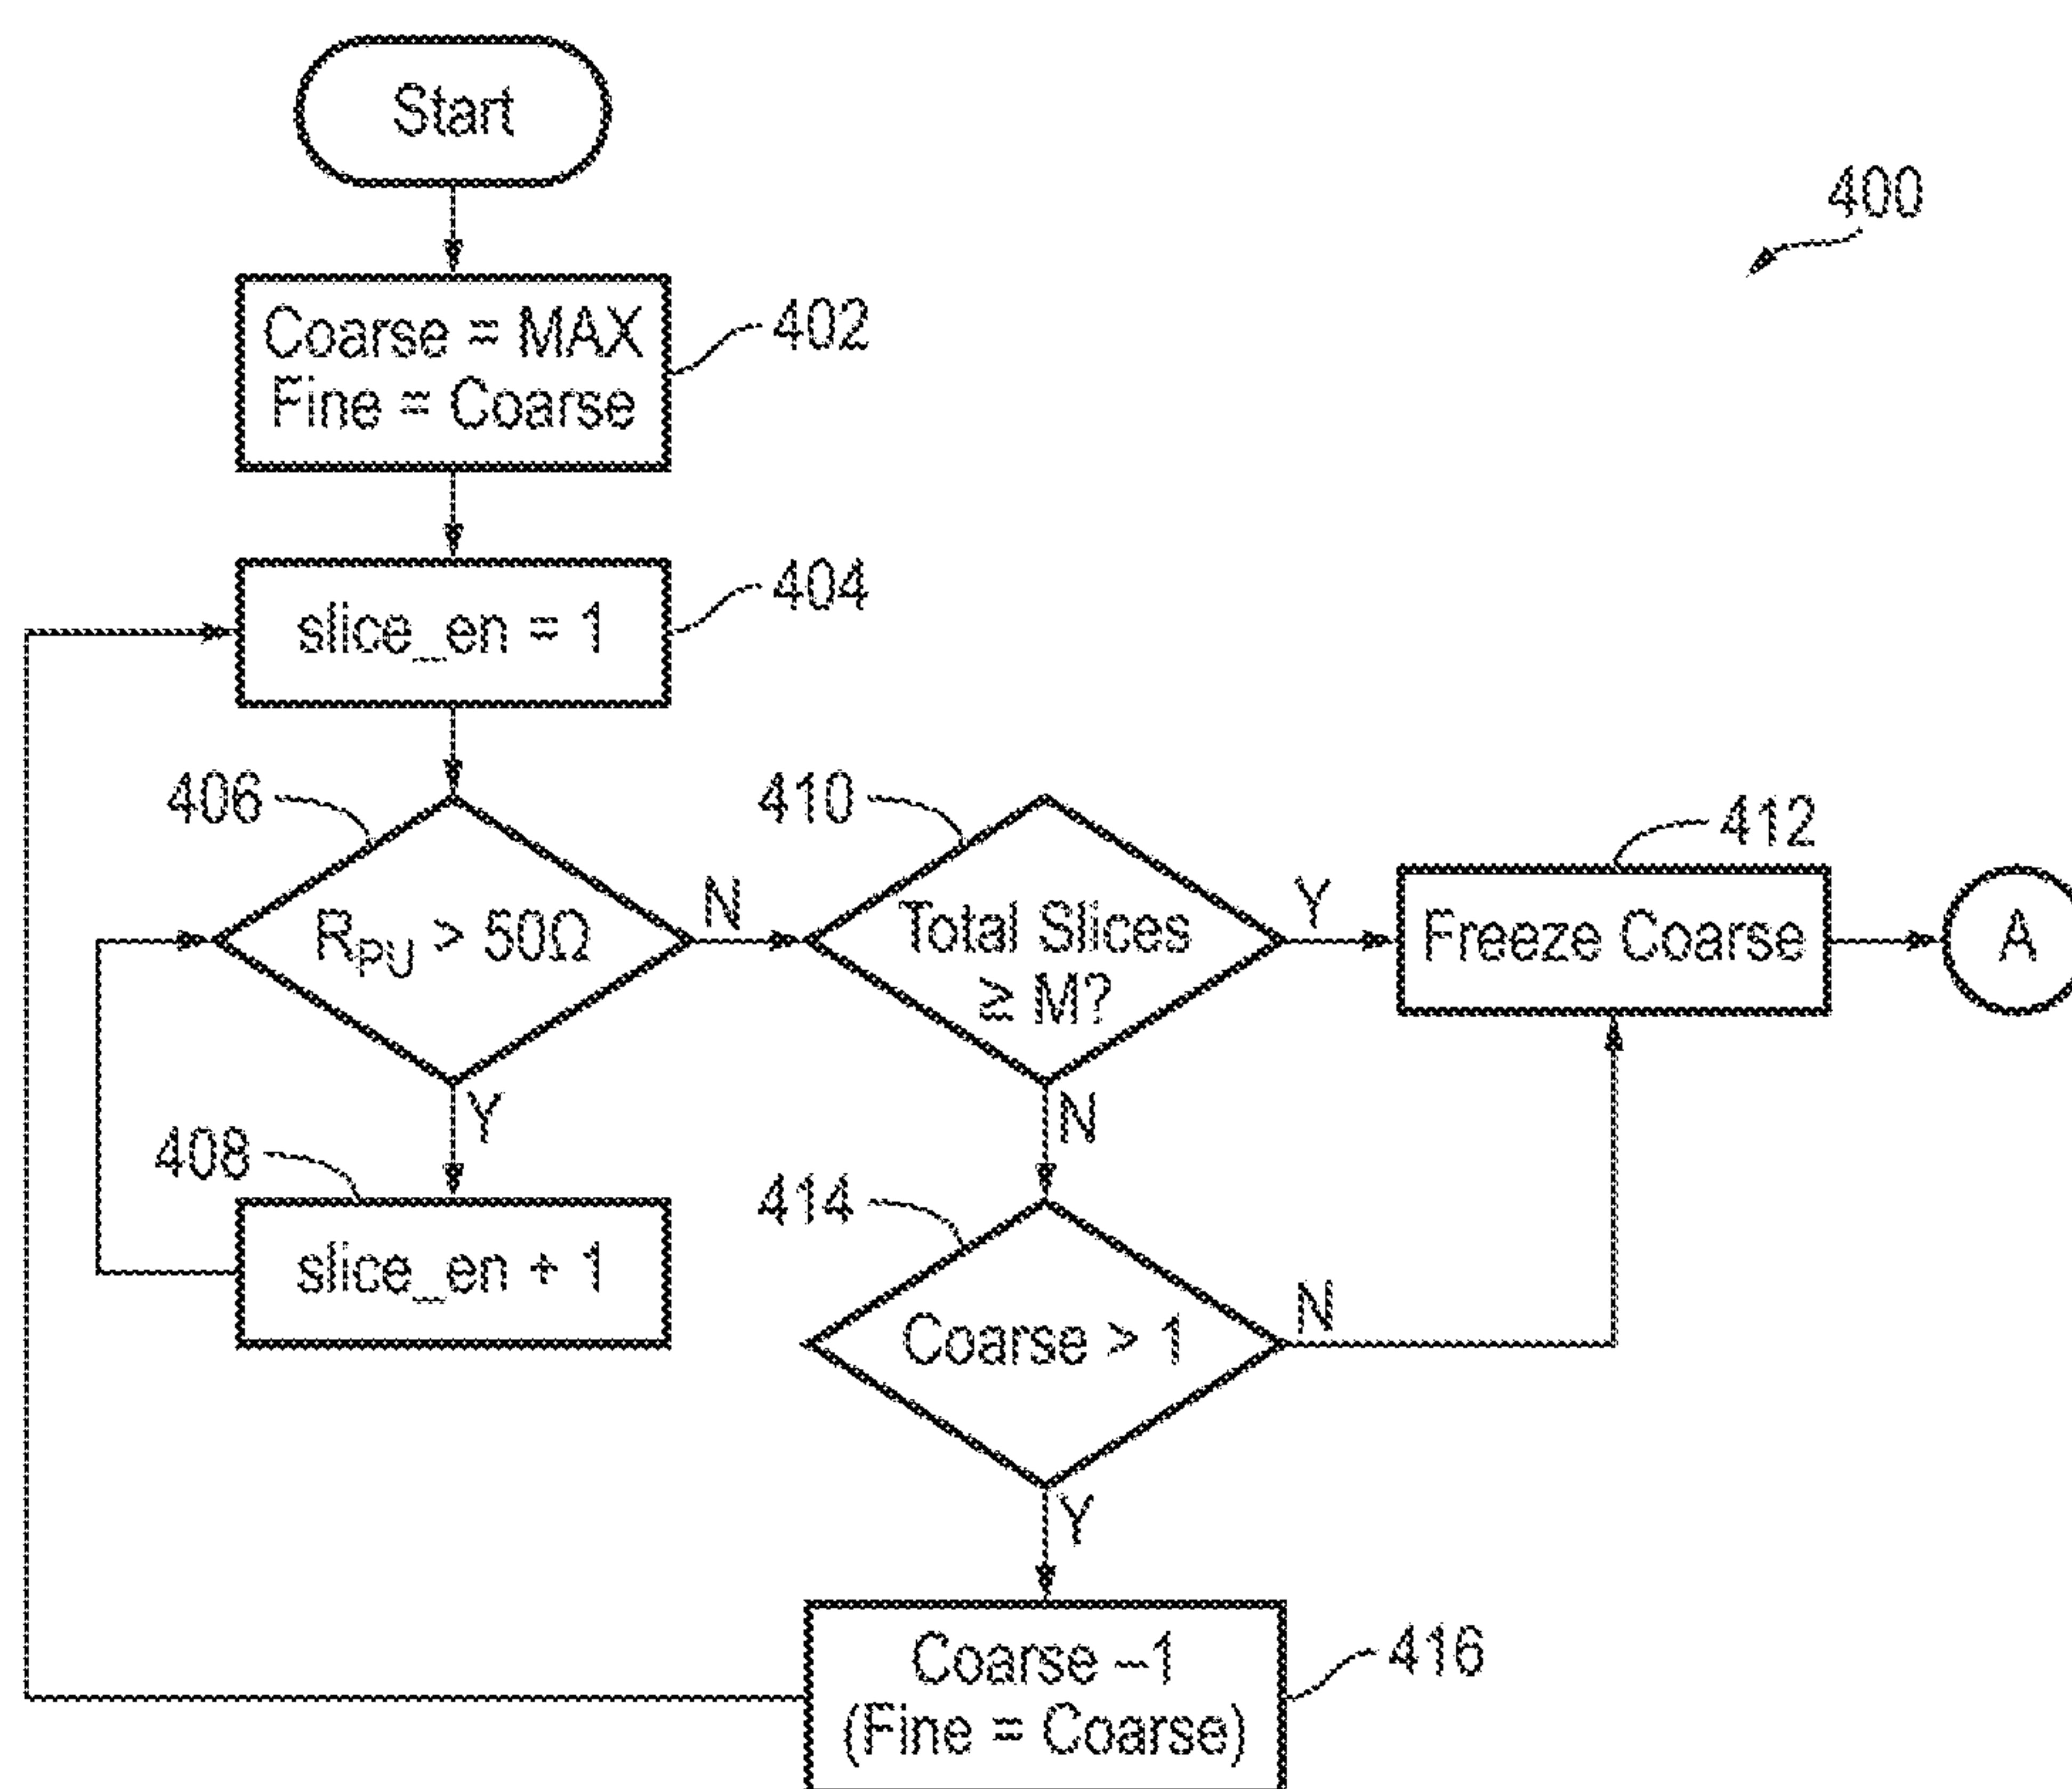 Start
400
Coarse = MAX
Fine = Coarse
402
slice_en = 1
404
406
R_PU > 50Ω
N
Y
410
Total Slices
≥ M?
Y
N
412
Freeze Coarse
A
408
slice_en + 1
414
Coarse > 1
N
Y
Coarse –1
(Fine = Coarse)
416